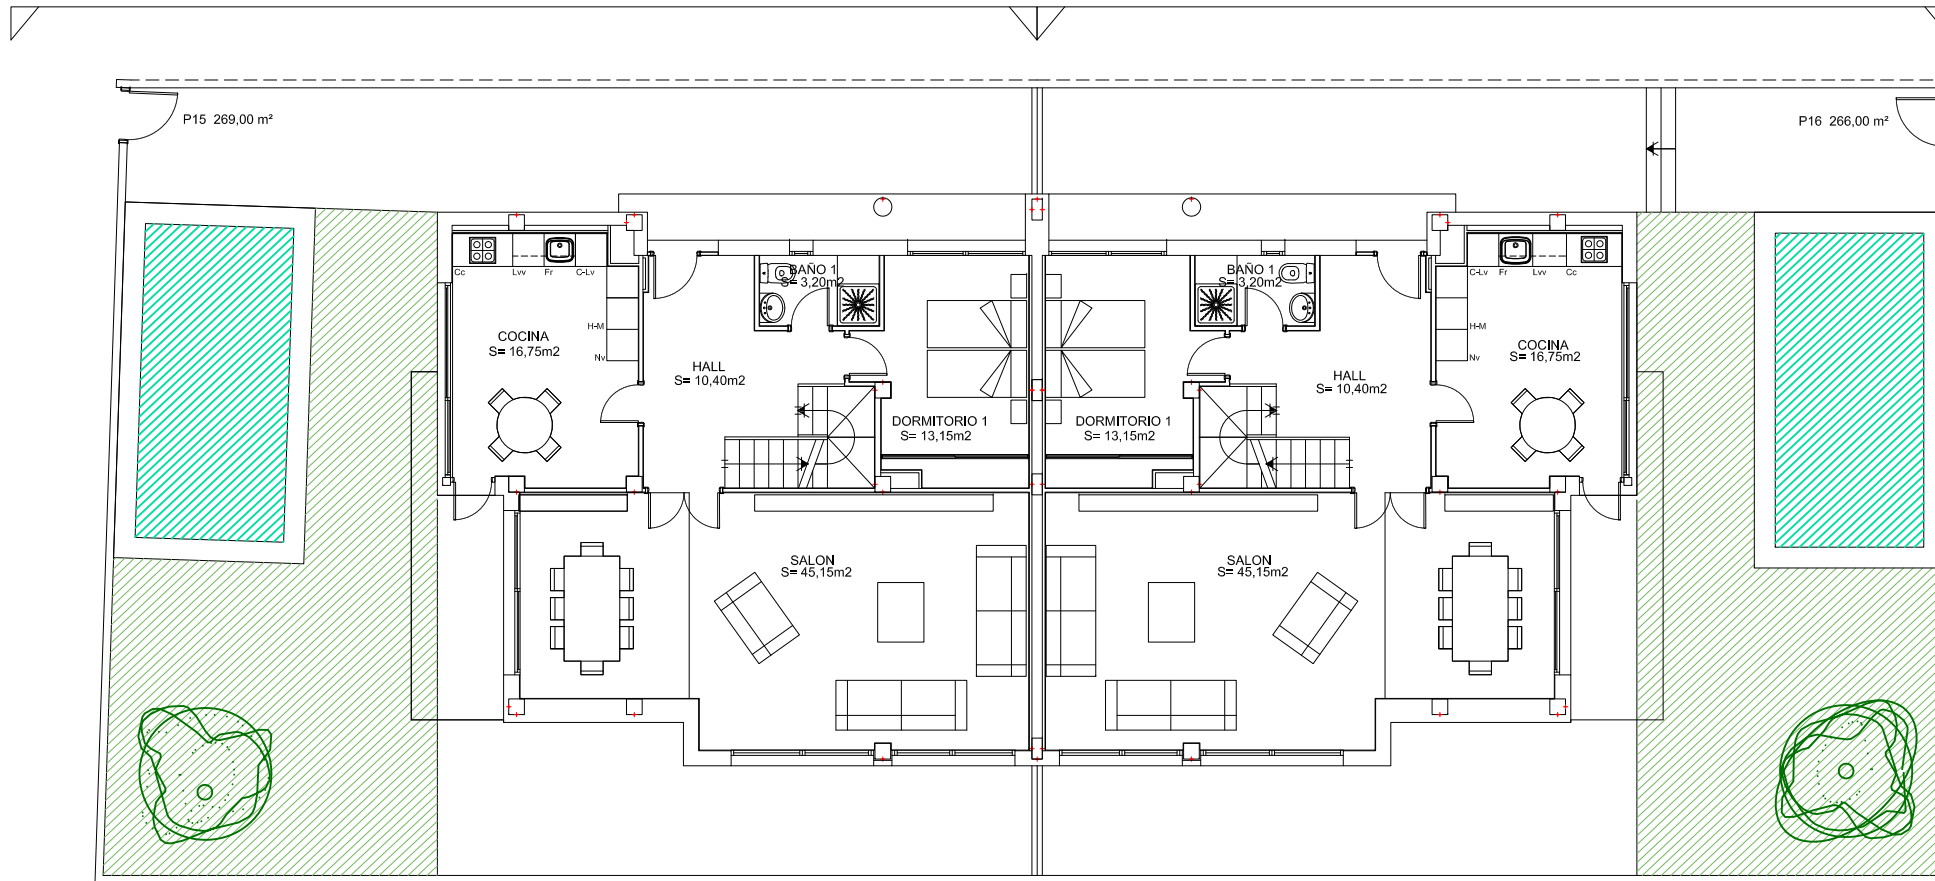 P15 269,00 m²
P16 266,00 m²
Cc
Lvv
Fr
C-Lv
BAÑO 1
S= 3,20m2
BAÑO 1
S= 3,20m2
C-Lv
Fr
Lvv
Cc
H-M
COCINA
S= 16,75m2
Nv
HALL
S= 10,40m2
H-M
COCINA
S= 16,75m2
Nv
HALL
S= 10,40m2
DORMITORIO 1
S= 13,15m2
DORMITORIO 1
S= 13,15m2
SALON
S= 45,15m2
SALON
S= 45,15m2